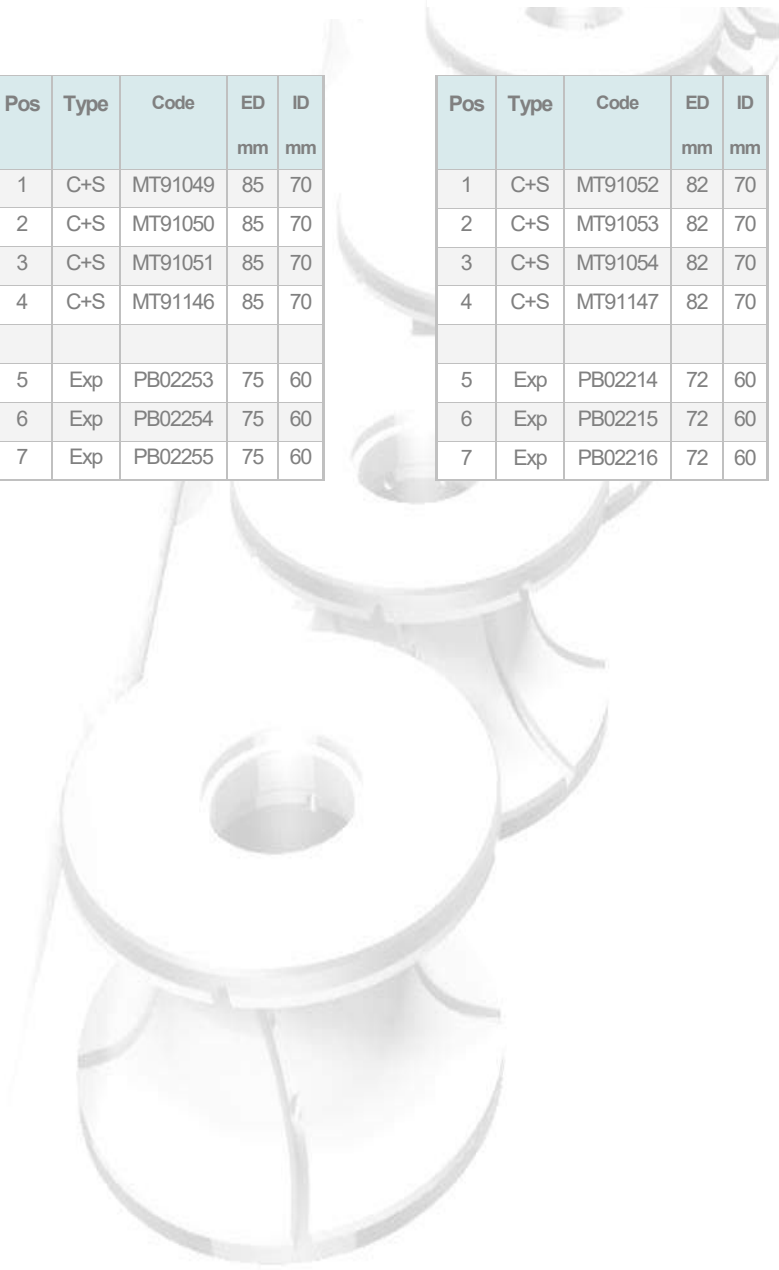 Pos Type Code ED ID
mm mm
1 C+S MT91049 85 70
2 C+S MT91050 85 70
3 C+S MT91051 85 70
4 C+S MT91146 85 70
5 Exp PB02253 75 60
6 Exp PB02254 75 60
7 Exp PB02255 75 60
Pos Type Code ED ID
mm mm
1 C+S MT91052 82 70
2 C+S MT91053 82 70
3 C+S MT91054 82 70
4 C+S MT91147 82 70
5 Exp PB02214 72 60
6 Exp PB02215 72 60
7 Exp PB02216 72 60